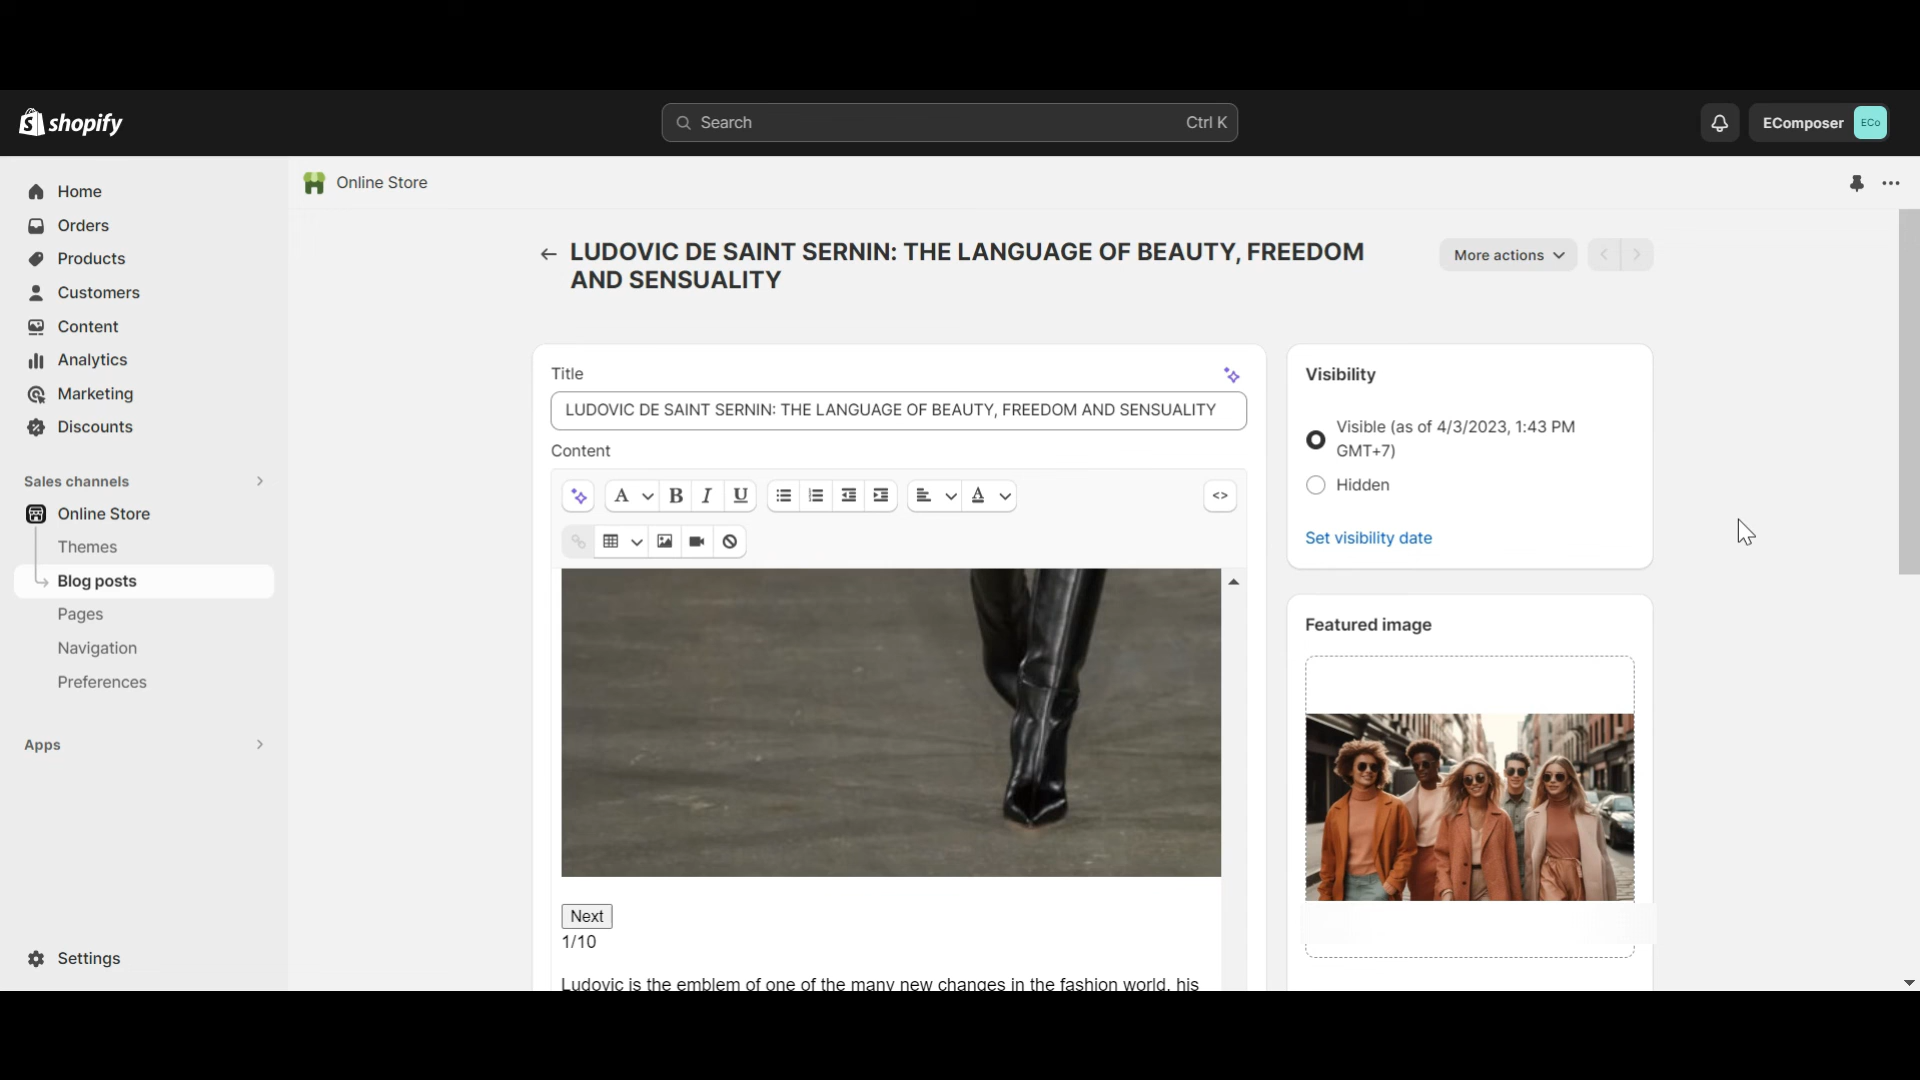 shopify
Search
Ctrl K
EComposer
ECo
Home
Orders
Products
Customers
Content
Analytics
Marketing
Discounts
Sales channels
Online Store
Themes
Blog posts
Pages
Navigation
Preferences
Apps
Settings
Online Store
LUDOVIC DE SAINT SERNIN: THE LANGUAGE OF BEAUTY, FREEDOM
AND SENSUALITY
More actions
Title
LUDOVIC DE SAINT SERNIN: THE LANGUAGE OF BEAUTY, FREEDOM AND SENSUALITY
Content
A
B
I
U
A
<>
Next
1/10
Ludovic is the emblem of one of the many new changes in the fashion world, his
Visibility
Visible (as of 4/3/2023, 1:43 PM
GMT+7)
Hidden
Set visibility date
Featured image